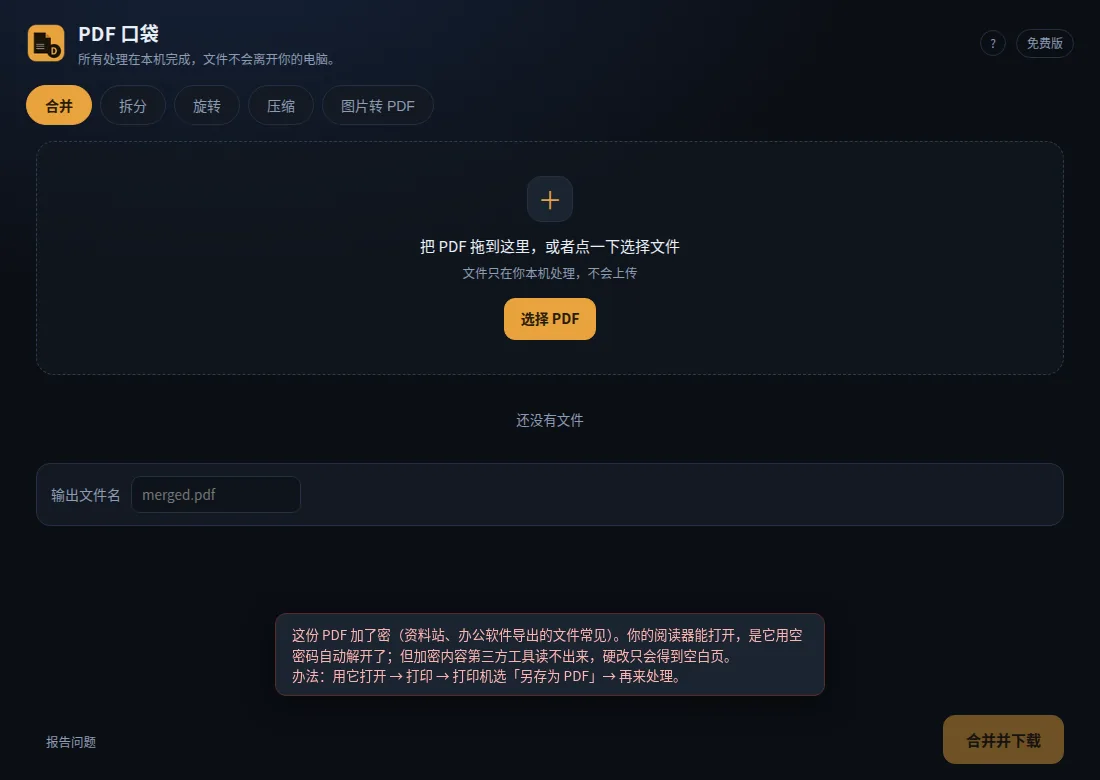 PDF 口袋
所有处理在本机完成，文件不会离开你的电脑。
?
免费版
合并
拆分
旋转
压缩
图片转 PDF
把 PDF 拖到这里，或者点一下选择文件
文件只在你本机处理，不会上传
选择 PDF
还没有文件
输出文件名
merged.pdf
这份 PDF 加了密（资料站、办公软件导出的文件常见）。你的阅读器能打开，是它用空
密码自动解开了；但加密内容第三方工具读不出来，硬改只会得到空白页。
办法：用它打开 → 打印 → 打印机选「另存为 PDF」→ 再来处理。
报告问题
合并并下载